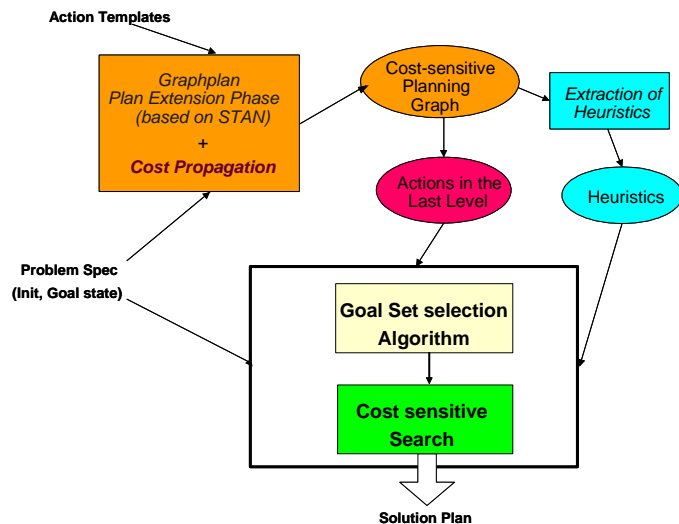 Action Templates
Graphplan
Plan Extension Phase
(based on STAN)
+
Cost Propagation
Cost-sensitive
Planning
Graph
Extraction of
Heuristics
Actions in the
Last Level
Heuristics
Problem Spec
(Init, Goal state)
Goal Set selection
Algorithm
Cost sensitive
Search
Solution Plan